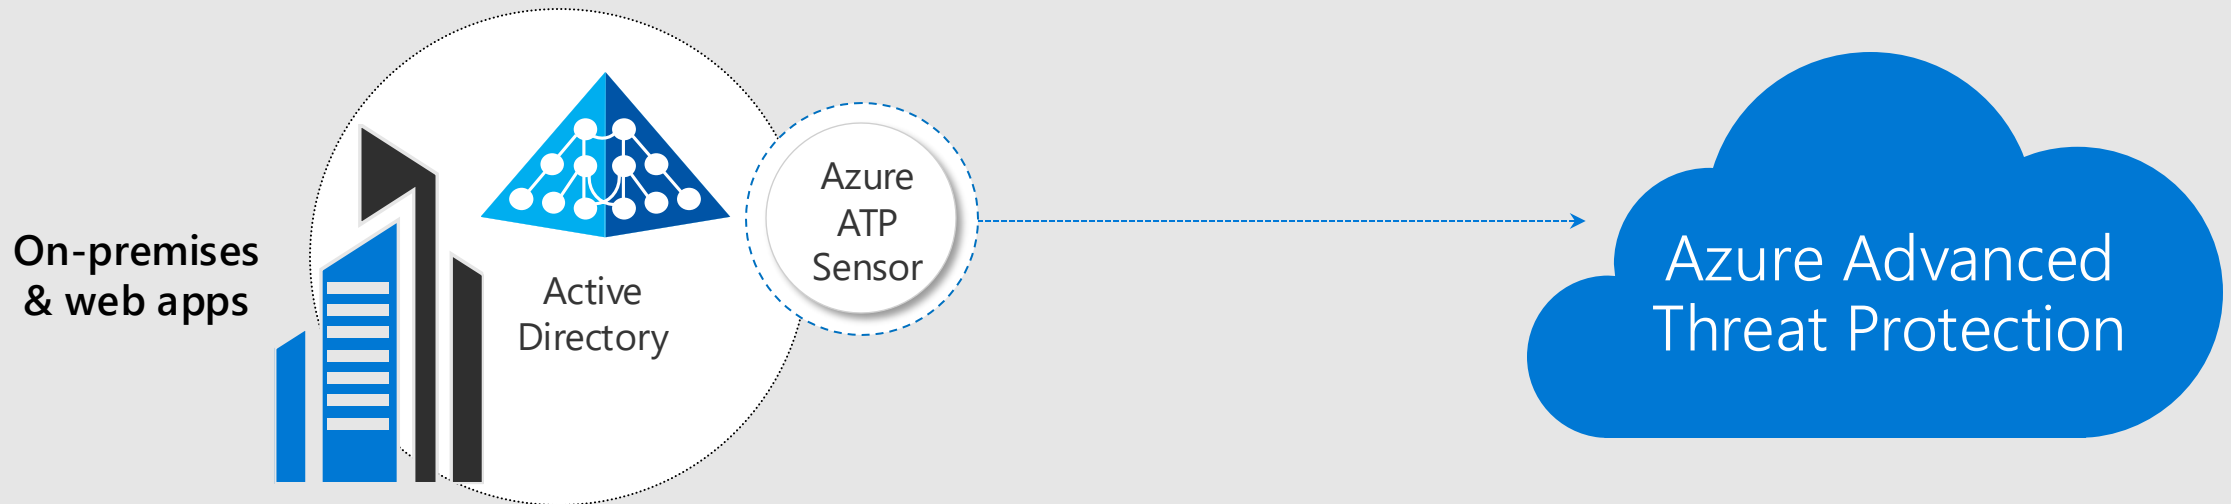 On-premises
& web apps
Active
Directory
Azure
ATP
Sensor
Azure Advanced
Threat Protection